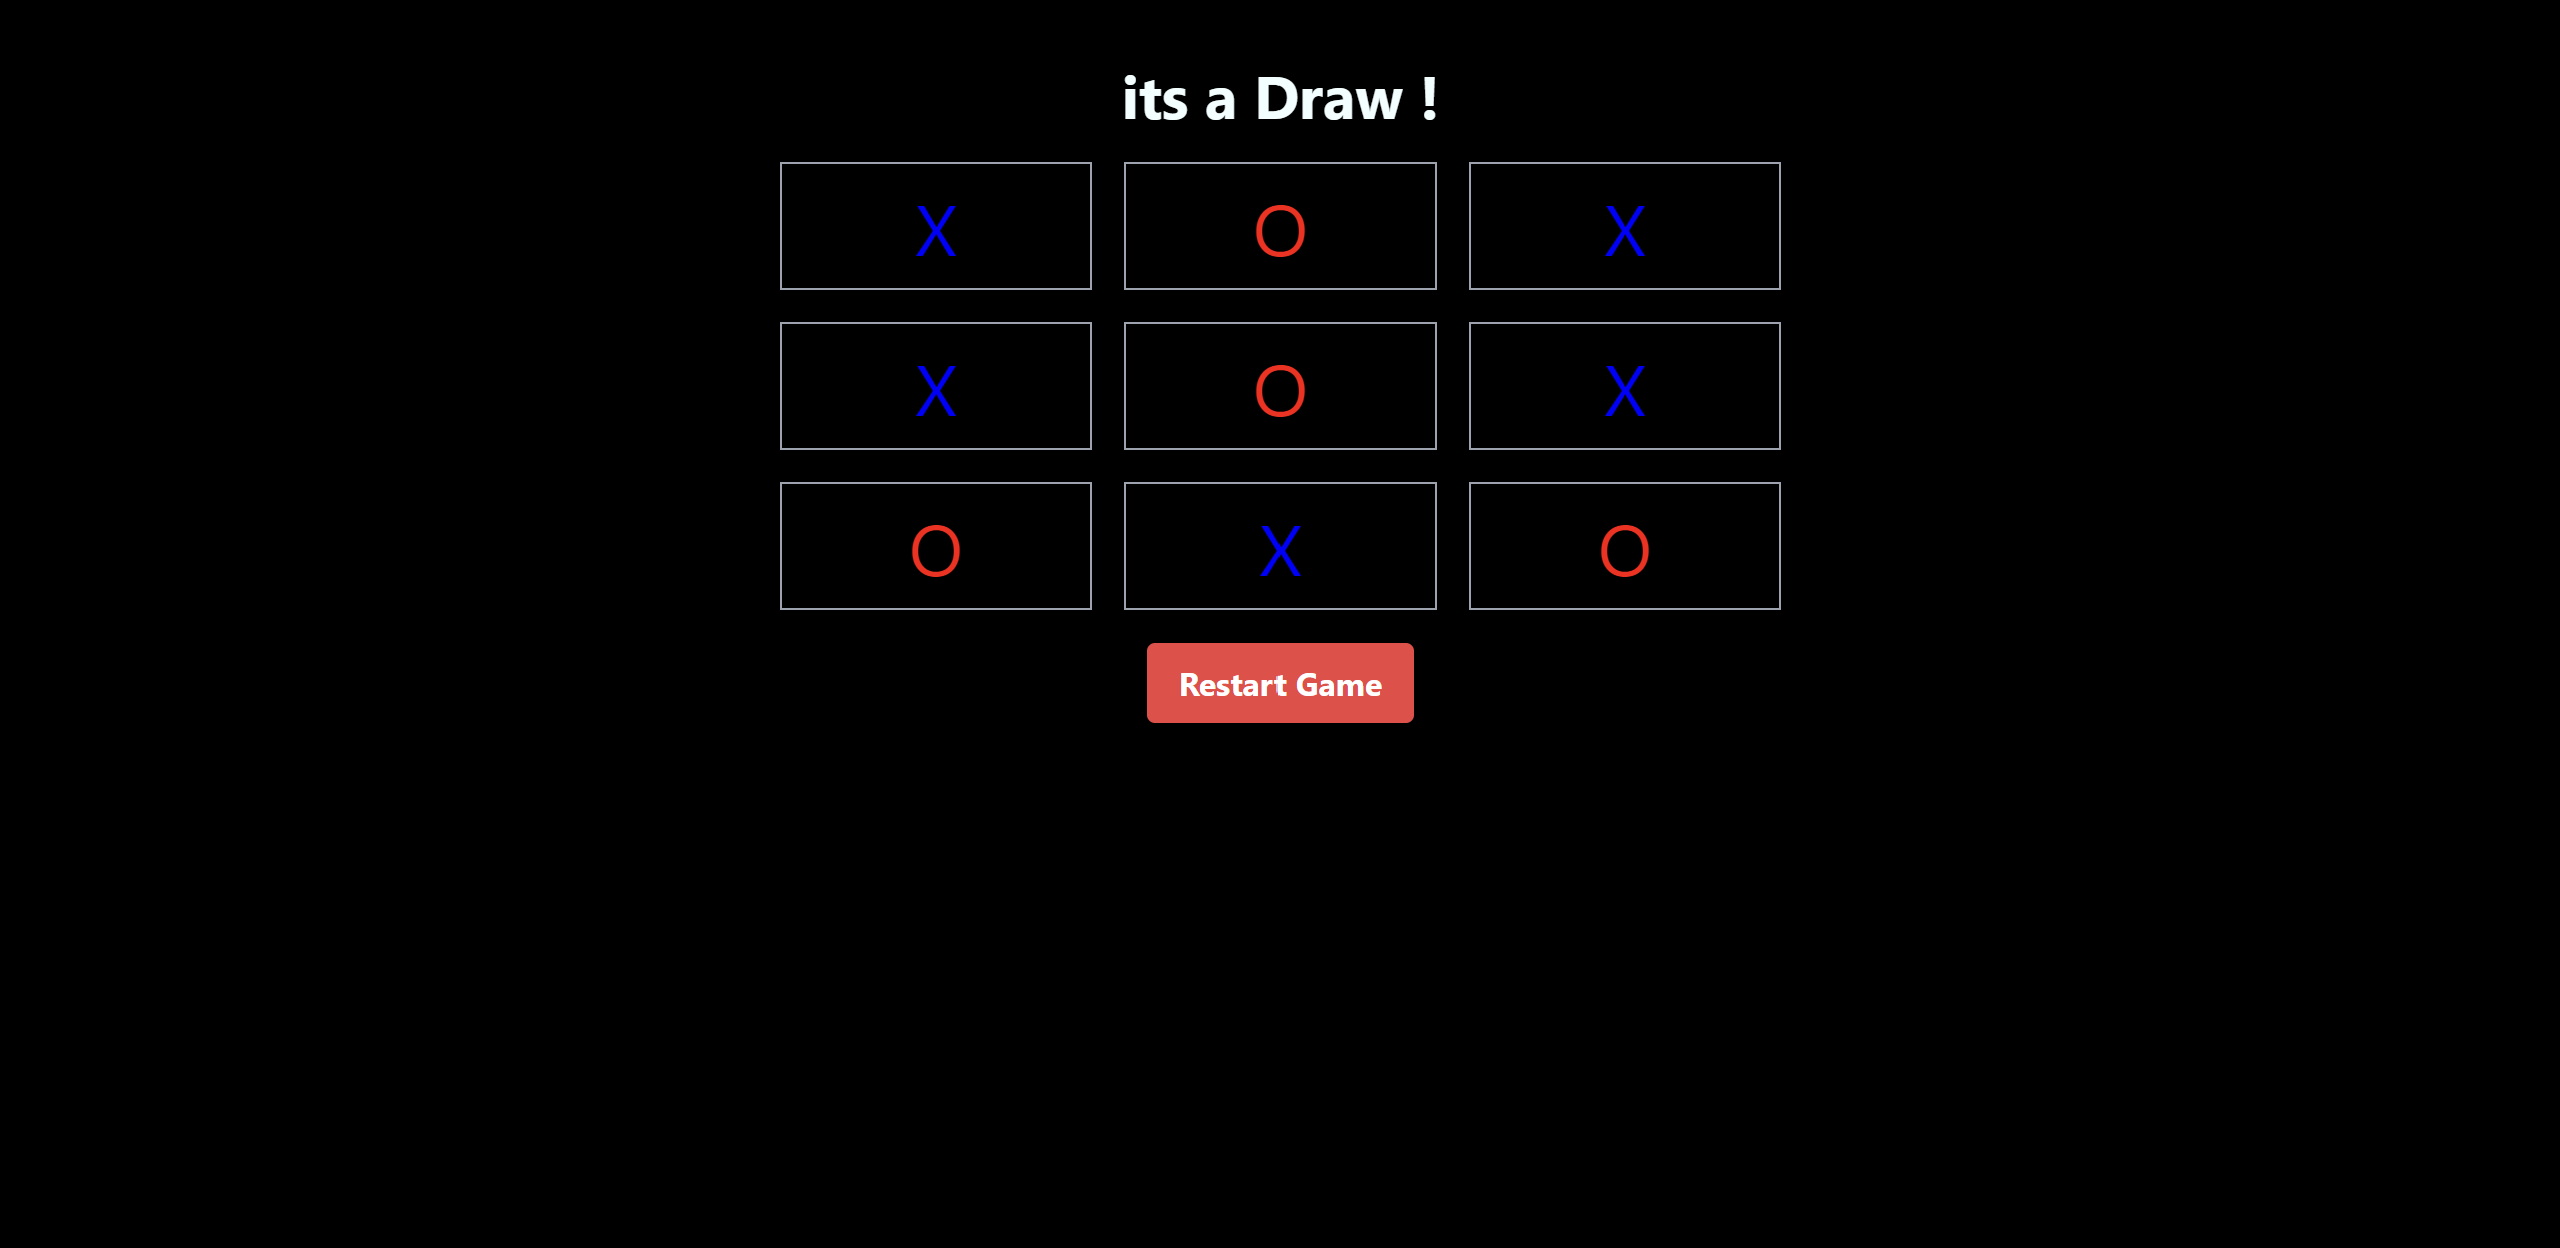 its a Draw !
X O X
X O X
O X O
Restart Game